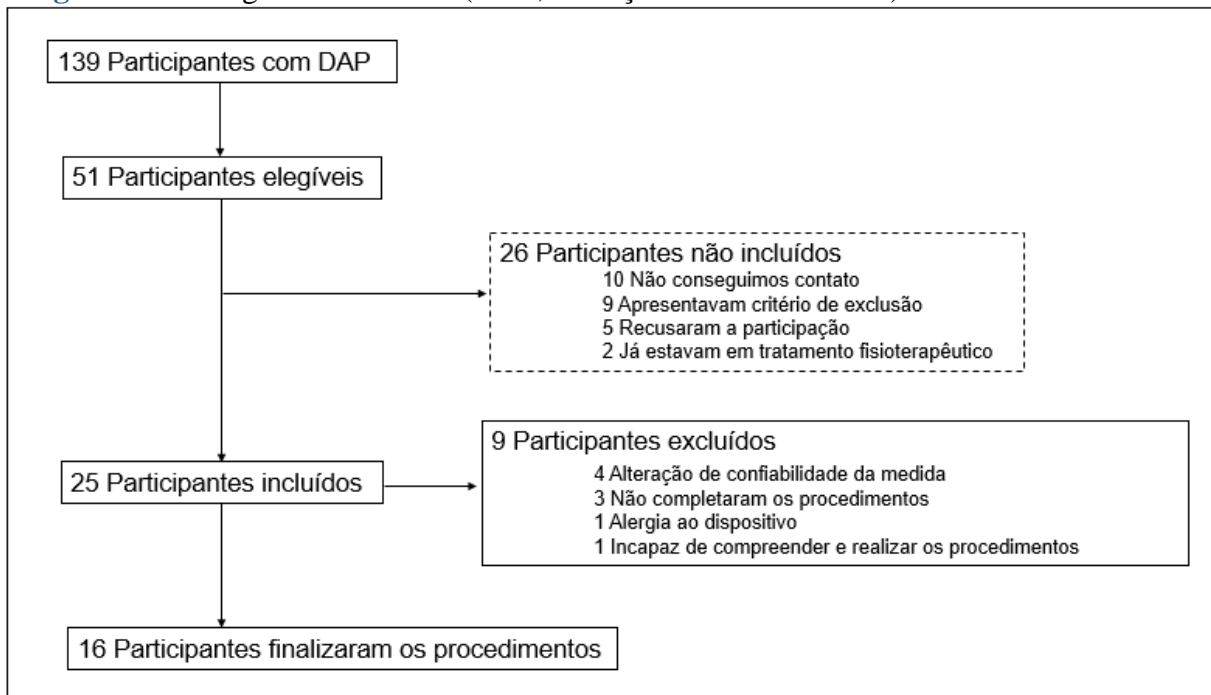 139 Participantes com DAP
51 Participantes elegíveis
26 Participantes não incluídos
10 Não conseguimos contato
9 Apresentavam critério de exclusão
5 Recusaram a participação
2 Já estavam em tratamento fisioterapêutico
9 Participantes excluídos
25 Participantes incluídos
4 Alteração de confiabilidade da medida
3 Não completaram os procedimentos
1 Alergia ao dispositivo
1 Incapaz de compreender e realizar os procedimentos
16 Participantes finalizaram os procedimentos